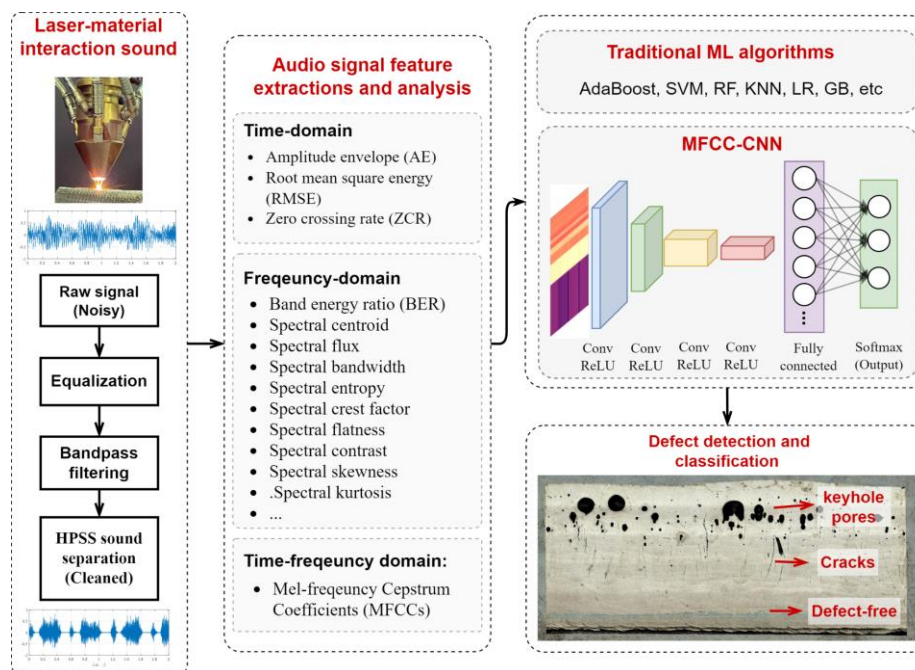 Laser-material
interaction sound
Raw signal
(Noisy)
Equalization
Bandpass
filtering
HPSS sound
separation
(Cleaned)
Audio signal feature
extractions and analysis
Time-domain
• Amplitude envelope (AE)
• Root mean square energy
(RMSE)
• Zero crossing rate (ZCR)
Freqeuncy-domain
• Band energy ratio (BER)
• Spectral centroid
• Spectral flux
• Spectral bandwidth
• Spectral entropy
• Spectral crest factor
• Spectral flatness
• Spectral contrast
• Spectral skewness
• .Spectral kurtosis
• ...
Time-freqeuncy domain:
• Mel-freqeuncy Cepstrum
Coefficients (MFCCs)
Traditional ML algorithms
AdaBoost, SVM, RF, KNN, LR, GB, etc
MFCC-CNN
Conv
ReLU
Conv
ReLU
Conv
ReLU
Conv
ReLU
Fully
connected
Softmax
(Output)
Defect detection and
classification
keyhole
pores
Cracks
Defect-free